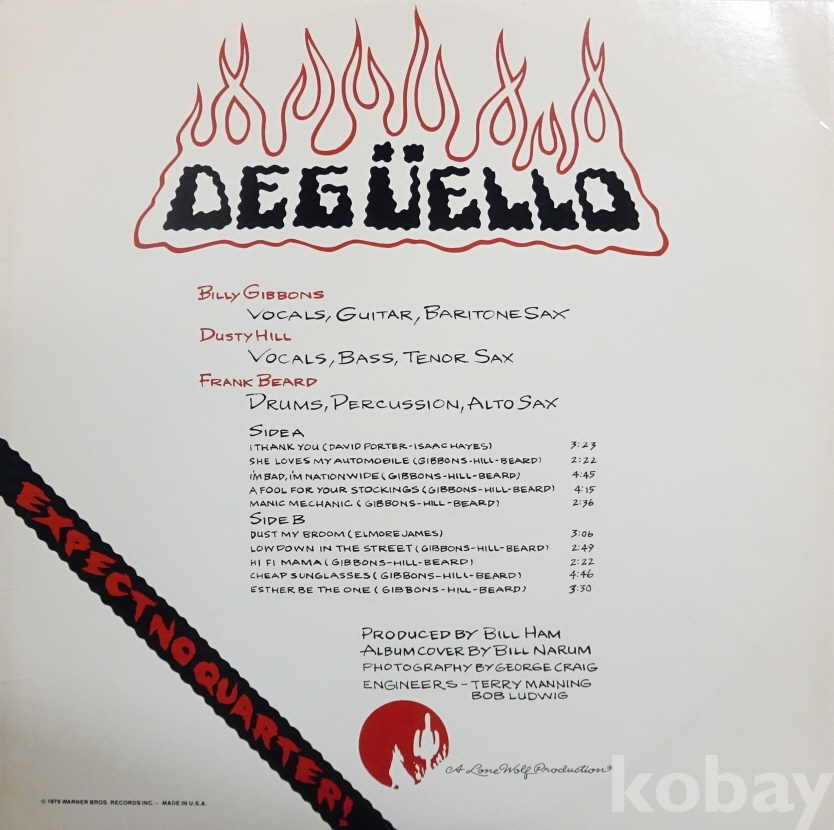 DEGÜELLO
BILLY GIBBONS
VOCALS, GUITAR, BARITONE SAX
DUSTY HILL
VOCALS, BASS, TENOR SAX
FRANK BEARD
DRUMS, PERCUSSION, ALTO SAX
SIDE A
I THANK YOU (DAVID PORTER-ISAAC HAYES) 3:23
SHE LOVES MY AUTOMOBILE (GIBBONS-HILL-BEARD) 2:22
I'M BAD, I'M NATIONWIDE (GIBBONS-HILL-BEARD) 4:45
A FOOL FOR YOUR STOCKINGS (GIBBONS-HILL-BEARD) 4:15
MANIC MECHANIC (GIBBONS-HILL-BEARD) 2:36
SIDE B
DUST MY BROOM (ELMORE JAMES) 3:06
LOWDOWN IN THE STREET (GIBBONS-HILL-BEARD) 2:49
HI FI MAMA (GIBBONS-HILL-BEARD) 2:22
CHEAP SUNGLASSES (GIBBONS-HILL-BEARD) 4:46
ESTHER BE THE ONE (GIBBONS-HILL-BEARD) 3:30
EXPECT NO QUARTER!
PRODUCED BY BILL HAM
ALBUM COVER BY BILL NARUM
PHOTOGRAPHY BY GEORGE CRAIG
ENGINEERS - TERRY MANNING
BOB LUDWIG
A Lone Wolf Production®
© 1979 WARNER BROS. RECORDS INC. - MADE IN U.S.A.
kobay